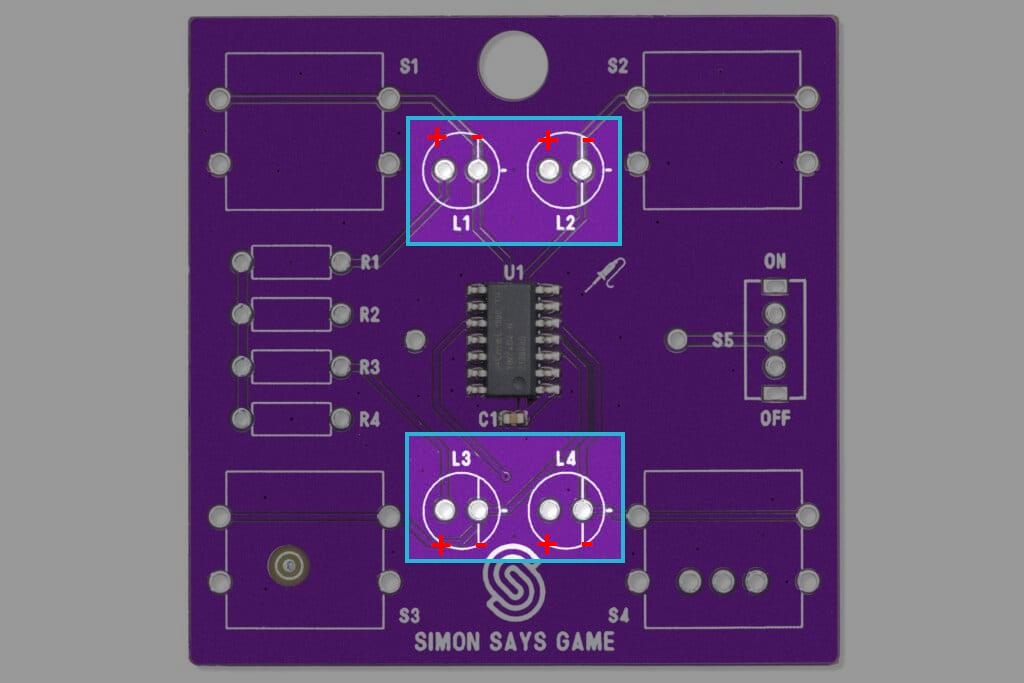 S1
S2
+ - + -
L1
L2
R1
U1
ON
R2
R3
S5
R4
C1
OFF
L3
L4
+ - + -
S3
S4
SIMON SAYS GAME